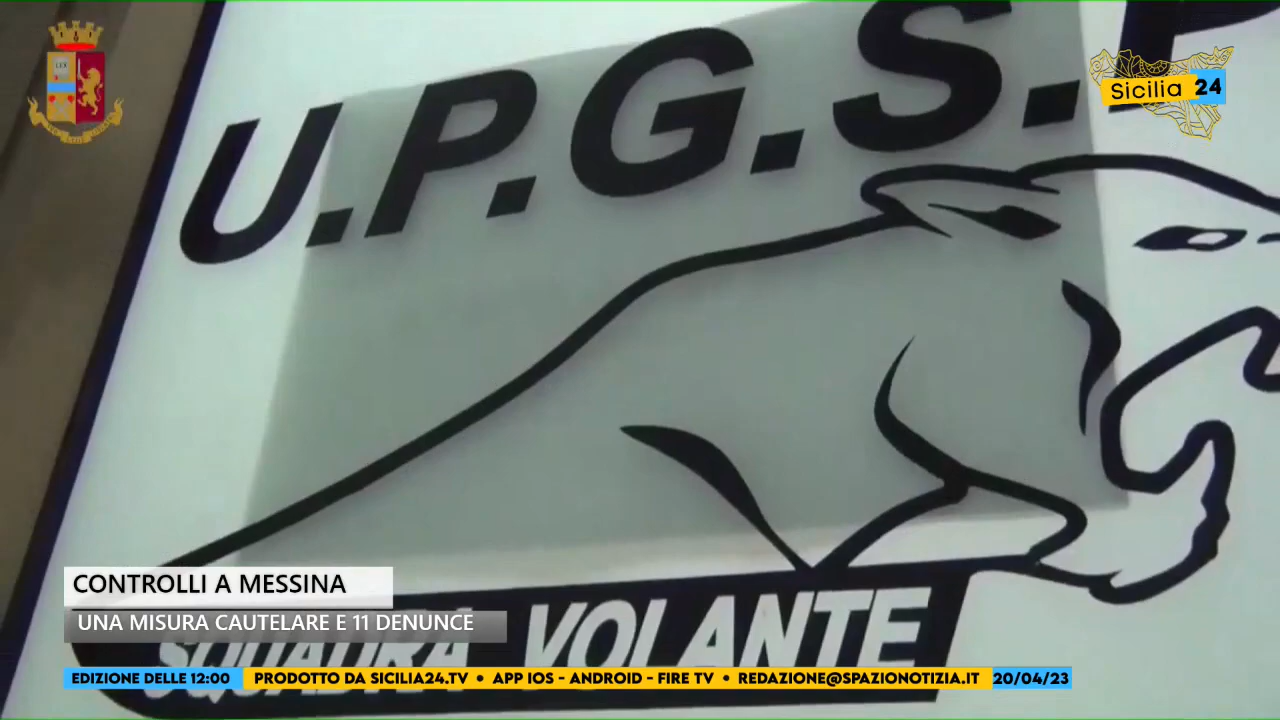 U.P.G.S.P
Sicilia 24
CONTROLLI A MESSINA
UNA MISURA CAUTELARE E 11 DENUNCE
SQUADRA VOLANTE
EDIZIONE DELLE 12:00 PRODOTTO DA SICILIA24.TV • APP IOS - ANDROID - FIRE TV • REDAZIONE@SPAZIONOTIZIA.IT 20/04/23